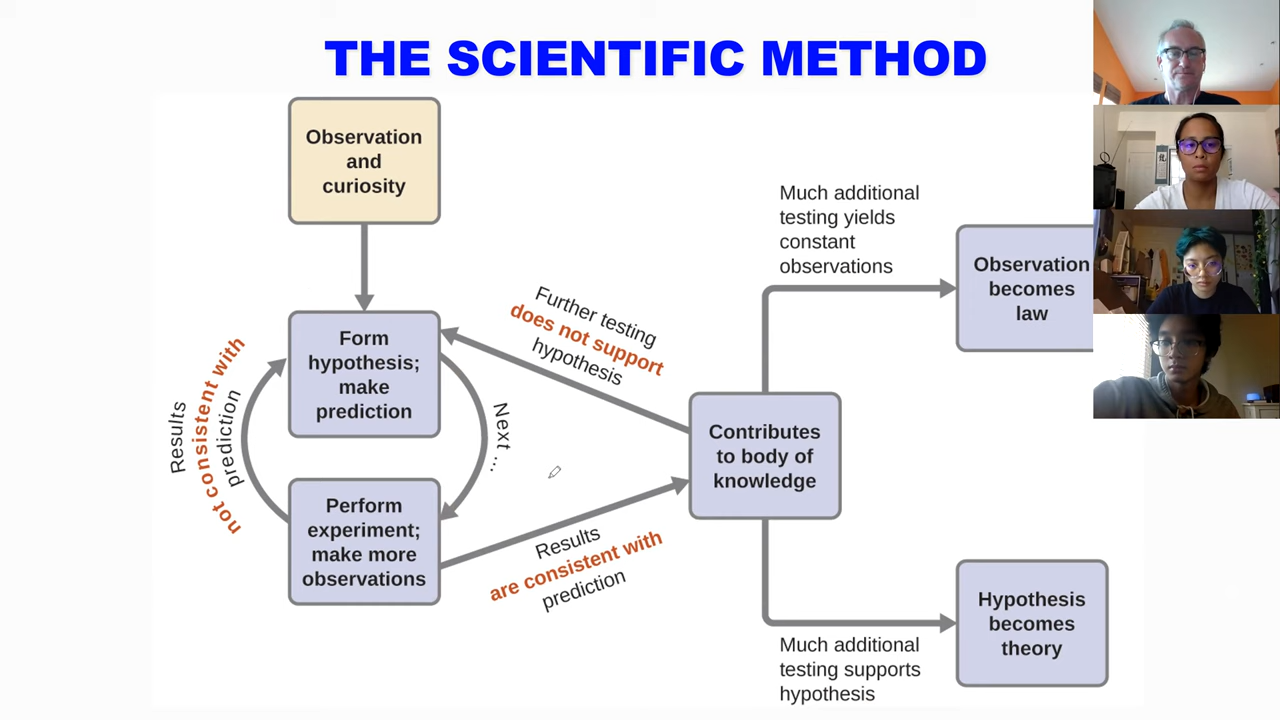 THE SCIENTIFIC METHOD
Observation
and
curiosity
Form
hypothesis;
make
prediction
Results
not consistent with
prediction
Next ...
Perform
experiment;
make more
observations
Further testing
does not support
hypothesis
Results
are consistent with
prediction
Contributes
to body of
knowledge
Much additional
testing yields
constant
observations
Observation
becomes
law
Much additional
testing supports
hypothesis
Hypothesis
becomes
theory